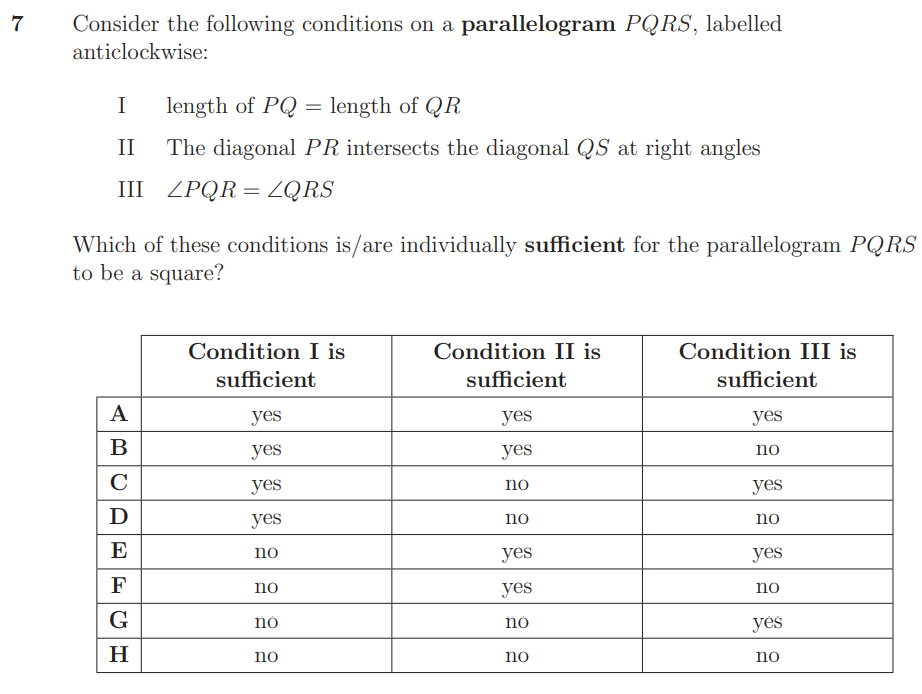 7 Consider the following conditions on a parallelogram PQRS, labelled
anticlockwise:
I length of PQ = length of QR
II The diagonal PR intersects the diagonal QS at right angles
III ∠PQR = ∠QRS
Which of these conditions is/are individually sufficient for the parallelogram PQRS
to be a square?
Condition I is Condition II is Condition III is
sufficient sufficient sufficient
A yes yes yes
B yes yes no
C yes no yes
D yes no no
E no yes yes
F no yes no
G no no yes
H no no no